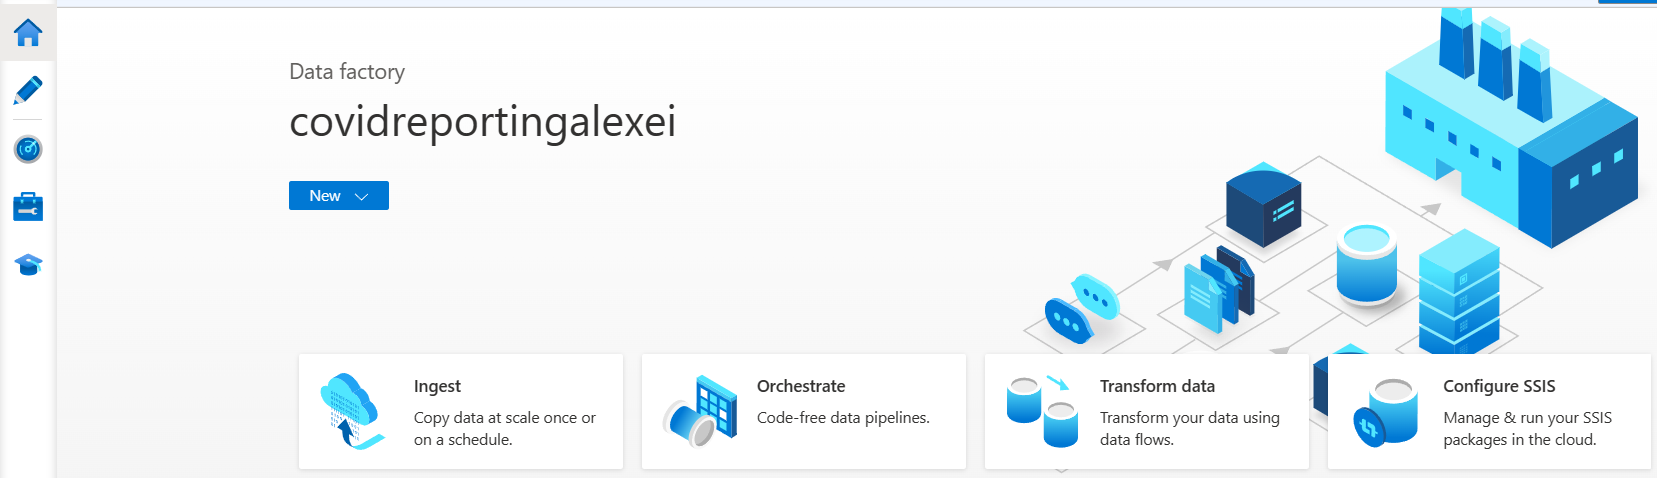 Data factory
covidreportingalexei
New
Ingest
Copy data at scale once or
on a schedule.
Orchestrate
Code-free data pipelines.
Transform data
Transform your data using
data flows.
Configure SSIS
Manage & run your SSIS
packages in the cloud.